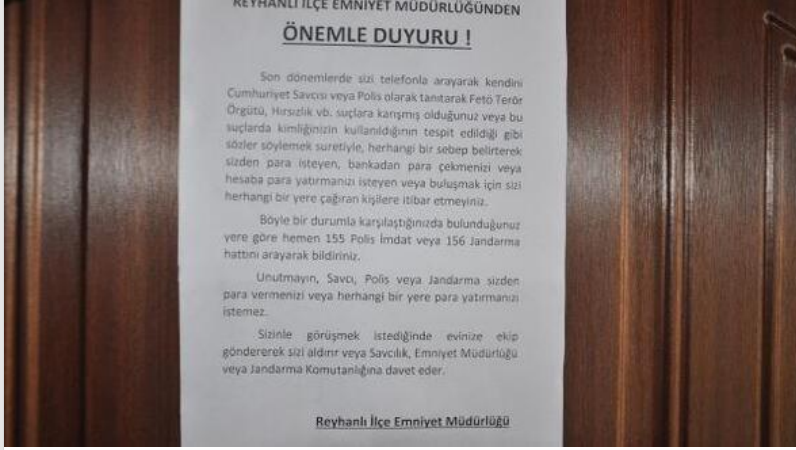 REYHANLI İLÇE EMNİYET MÜDÜRLÜĞÜNDEN
ÖNEMLE DUYURU !
Son dönemlerde sizi telefonla arayarak kendini
Cumhuriyet Savcısı veya Polis olarak tanıtarak Fetö Terör
Örgütü, Hırsızlık vb. suçlara karışmış olduğunuz veya bu
suçlarda kimliğinizin kullanıldığının tespit edildiği gibi
sözler söylemek suretiyle, herhangi bir sebep belirterek
sizden para isteyen, bankadan para çekmenizi veya
hesaba para yatırmanızı isteyen veya buluşmak için sizi
herhangi bir yere çağıran kişilere itibar etmeyiniz.
Böyle bir durumla karşılaştığınızda bulunduğunuz
yere göre hemen 155 Polis İmdat veya 156 Jandarma
hattını arayarak bildiriniz.
Unutmayın, Savcı, Polis veya Jandarma sizden
para vermenizi veya herhangi bir yere para yatırmanızı
istemez.
Sizinle görüşmek istediğinde evinize ekip
göndererek sizi aldırır veya Savcılık, Emniyet Müdürlüğü
veya Jandarma Komutanlığına davet eder.
Reyhanlı İlçe Emniyet Müdürlüğü